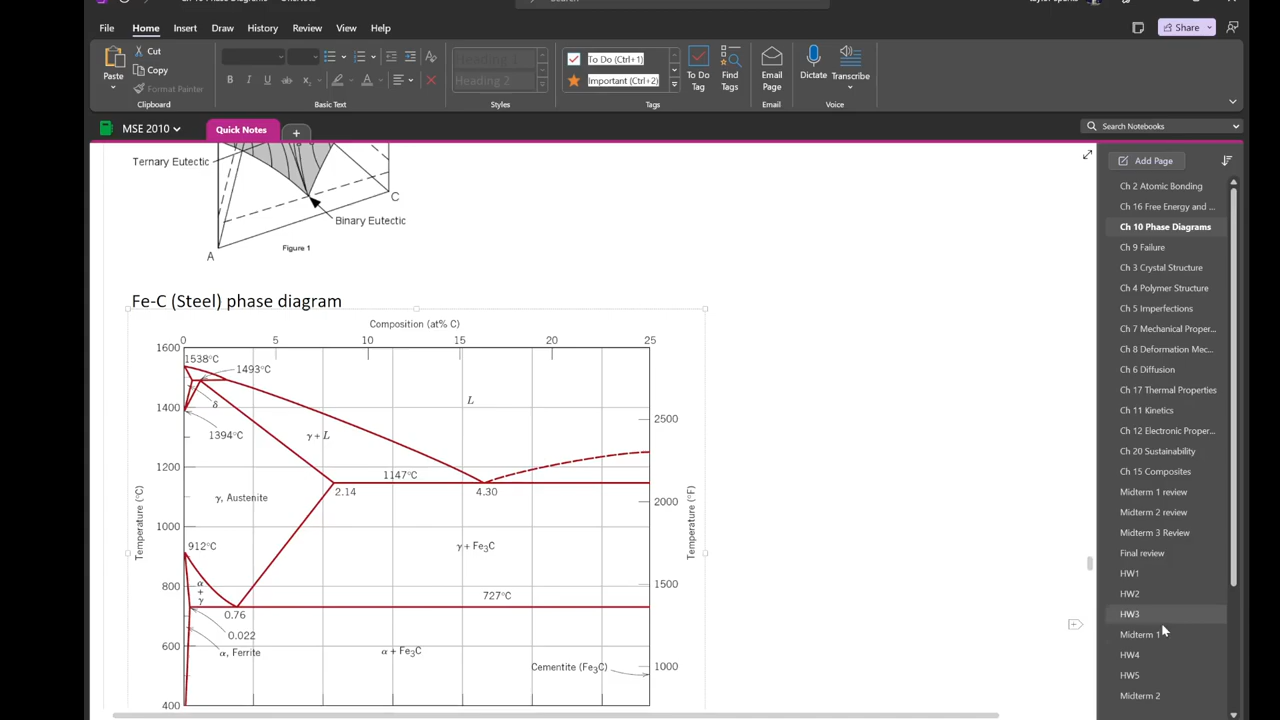 File Home Insert Draw History Review View Help
Share
Paste
Cut
Copy
Format Painter
Clipboard
B I U
Basic Text
Heading 1
Heading 2
Styles
To Do (Ctrl+1)
Important (Ctrl+2)
Tags
To Do Tag
Find Tags
Email Page
Email
Dictate
Transcribe
Voice
MSE 2010
Quick Notes
Search Notebooks
Ternary Eutectic
C
Binary Eutectic
A
Figure 1
Fe-C (Steel) phase diagram
Composition (at% C)
0 5 10 15 20 25
1600
1538°C
1493°C
δ
L
1400
2500
1394°C
γ + L
1200
1147°C
2.14
4.30
γ, Austenite
2000
Temperature (°C)
Temperature (°F)
1000
912°C
γ + Fe3C
800
α
+
γ
1500
727°C
0.76
0.022
600
α, Ferrite
α + Fe3C
Cementite (Fe3C)
1000
400
Add Page
Ch 2 Atomic Bonding
Ch 16 Free Energy and ...
Ch 10 Phase Diagrams
Ch 9 Failure
Ch 3 Crystal Structure
Ch 4 Polymer Structure
Ch 5 Imperfections
Ch 7 Mechanical Proper...
Ch 8 Deformation Mec...
Ch 6 Diffusion
Ch 17 Thermal Properties
Ch 11 Kinetics
Ch 12 Electronic Proper...
Ch 20 Sustainability
Ch 15 Composites
Midterm 1 review
Midterm 2 review
Midterm 3 Review
Final review
HW1
HW2
HW3
Midterm 1
HW4
HW5
Midterm 2